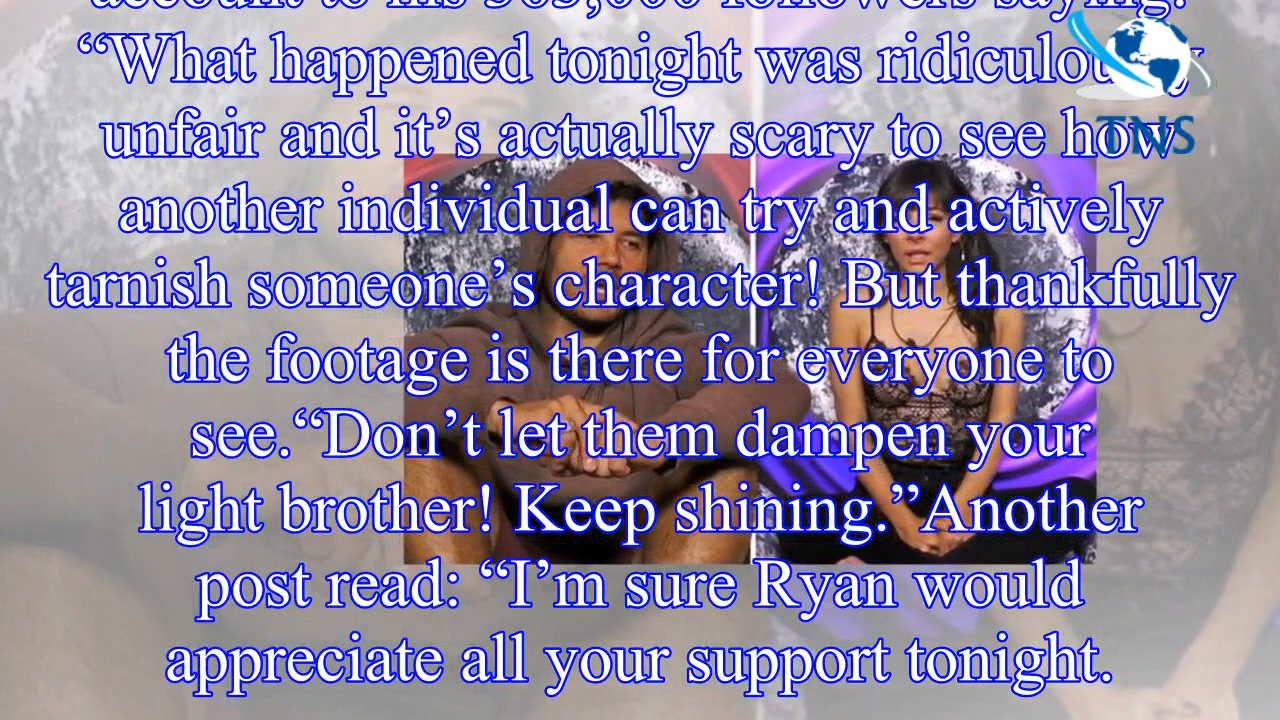 “What happened tonight was ridiculously
unfair and it’s actually scary to see how
another individual can try and actively
tarnish someone’s character! But thankfully
the footage is there for everyone to
see.“Don’t let them dampen your
light brother! Keep shining.”Another
post read: “I’m sure Ryan would
appreciate all your support tonight.
TNS